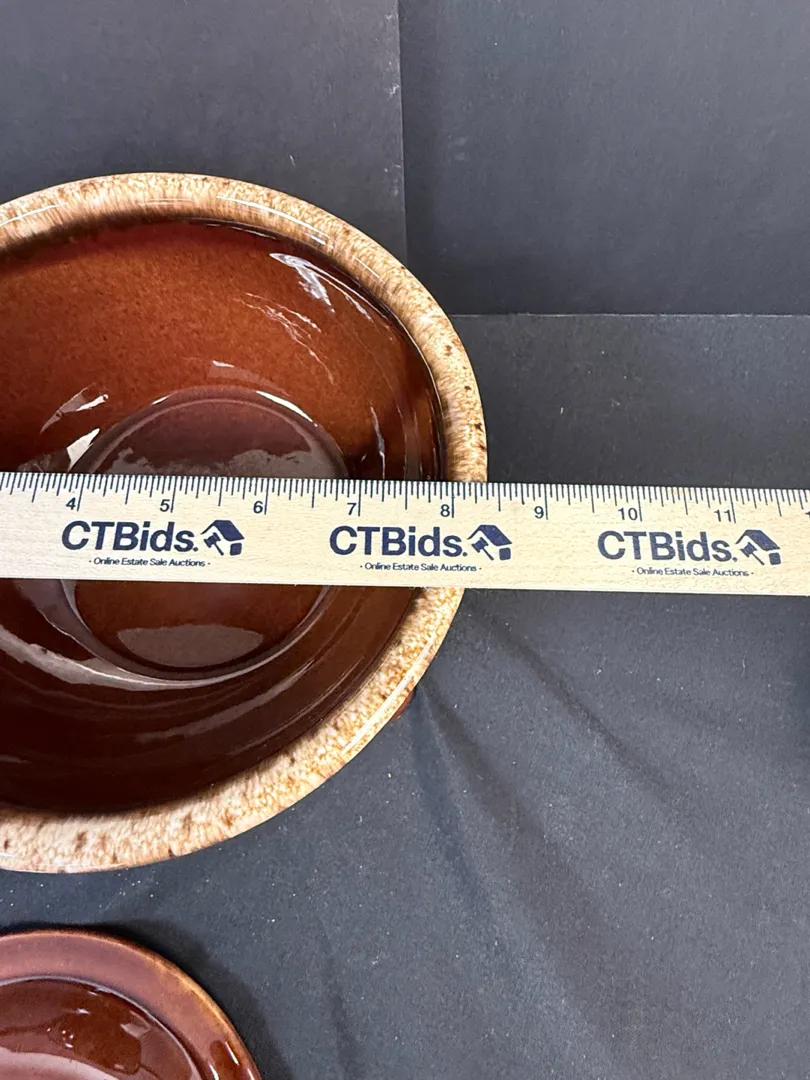 4 5 6 7 8 9 10 11
CTBids. CTBids. CTBids.
· Online Estate Sale Auctions · · Online Estate Sale Auctions · · Online Estate Sale Auctions ·